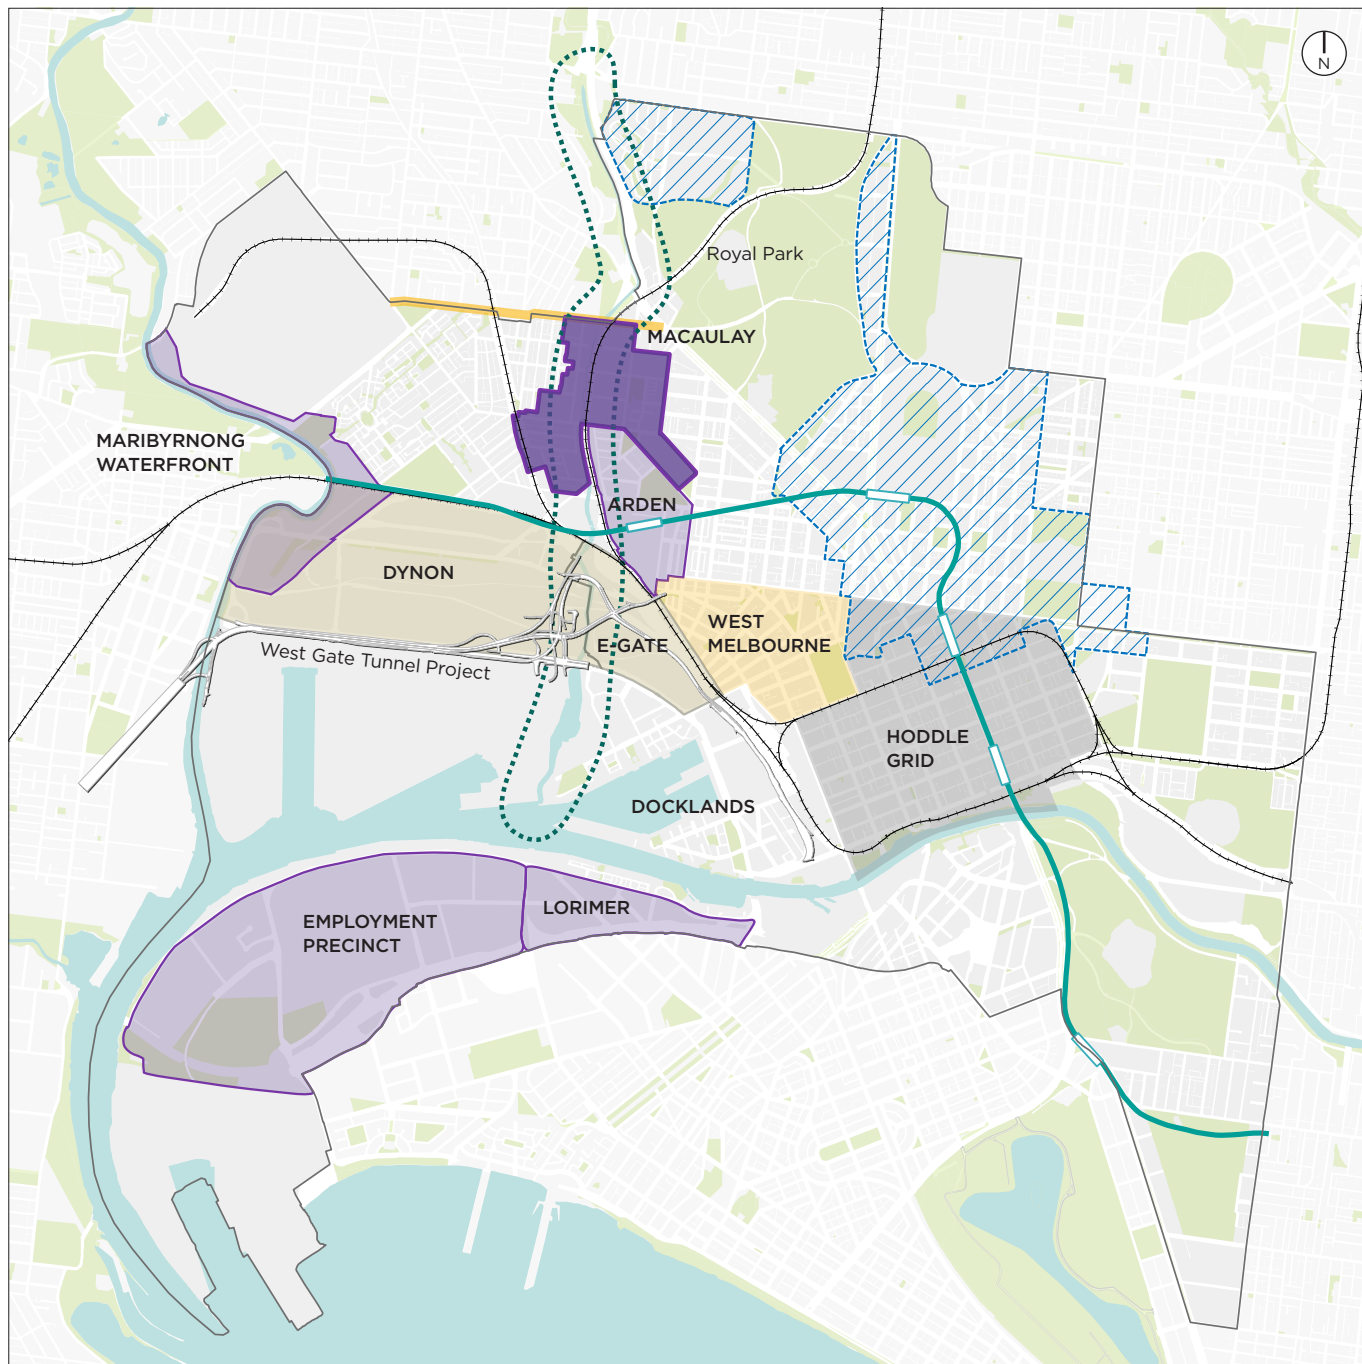 N
Royal Park
MACAULAY
MARIBYRNONG
WATERFRONT
ARDEN
DYNON
WEST
MELBOURNE
E-GATE
West Gate Tunnel Project
HODDLE
GRID
DOCKLANDS
LORIMER
EMPLOYMENT
PRECINCT